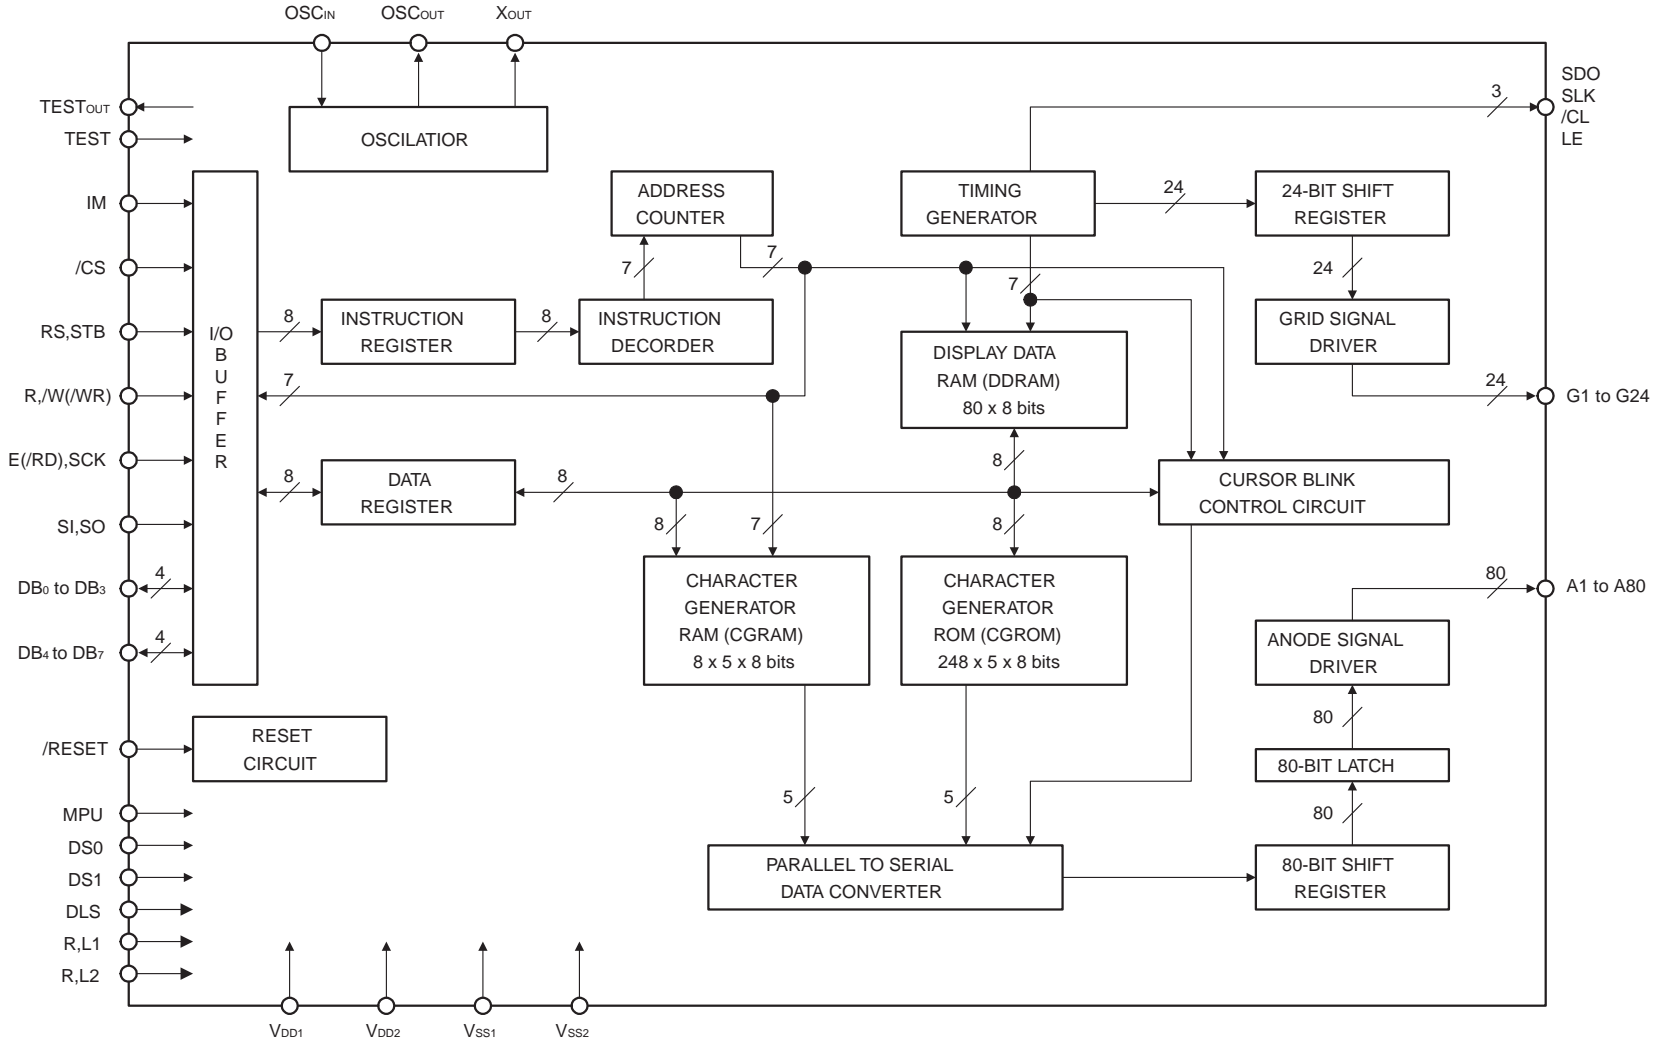 OSCIN
OSCOUT
XOUT
TESTOUT
TEST
IM
/CS
RS,STB
R,/W(/WR)
E(/RD),SCK
SI,SO
DB0 to DB3
DB4 to DB7
/RESET
MPU
DS0
DS1
DLS
R,L1
R,L2
VDD1
VDD2
VSS1
VSS2
OSCILATIOR
I/O
B
U
F
F
E
R
4
4
RESET
CIRCUIT
8
INSTRUCTION
REGISTER
8
INSTRUCTION
DECORDER
7
ADDRESS
COUNTER
7
7
8
DATA
REGISTER
8
TIMING
GENERATOR
3
SDO
SLK
/CL
LE
24
24-BIT SHIFT
REGISTER
24
GRID SIGNAL
DRIVER
24
G1 to G24
7
DISPLAY DATA
RAM (DDRAM)
80 x 8 bits
8
CURSOR BLINK
CONTROL CIRCUIT
8
7
8
CHARACTER
GENERATOR
RAM (CGRAM)
8 x 5 x 8 bits
CHARACTER
GENERATOR
ROM (CGROM)
248 x 5 x 8 bits
5
5
PARALLEL TO SERIAL
DATA CONVERTER
80
A1 to A80
ANODE SIGNAL
DRIVER
80
80-BIT LATCH
80
80-BIT SHIFT
REGISTER